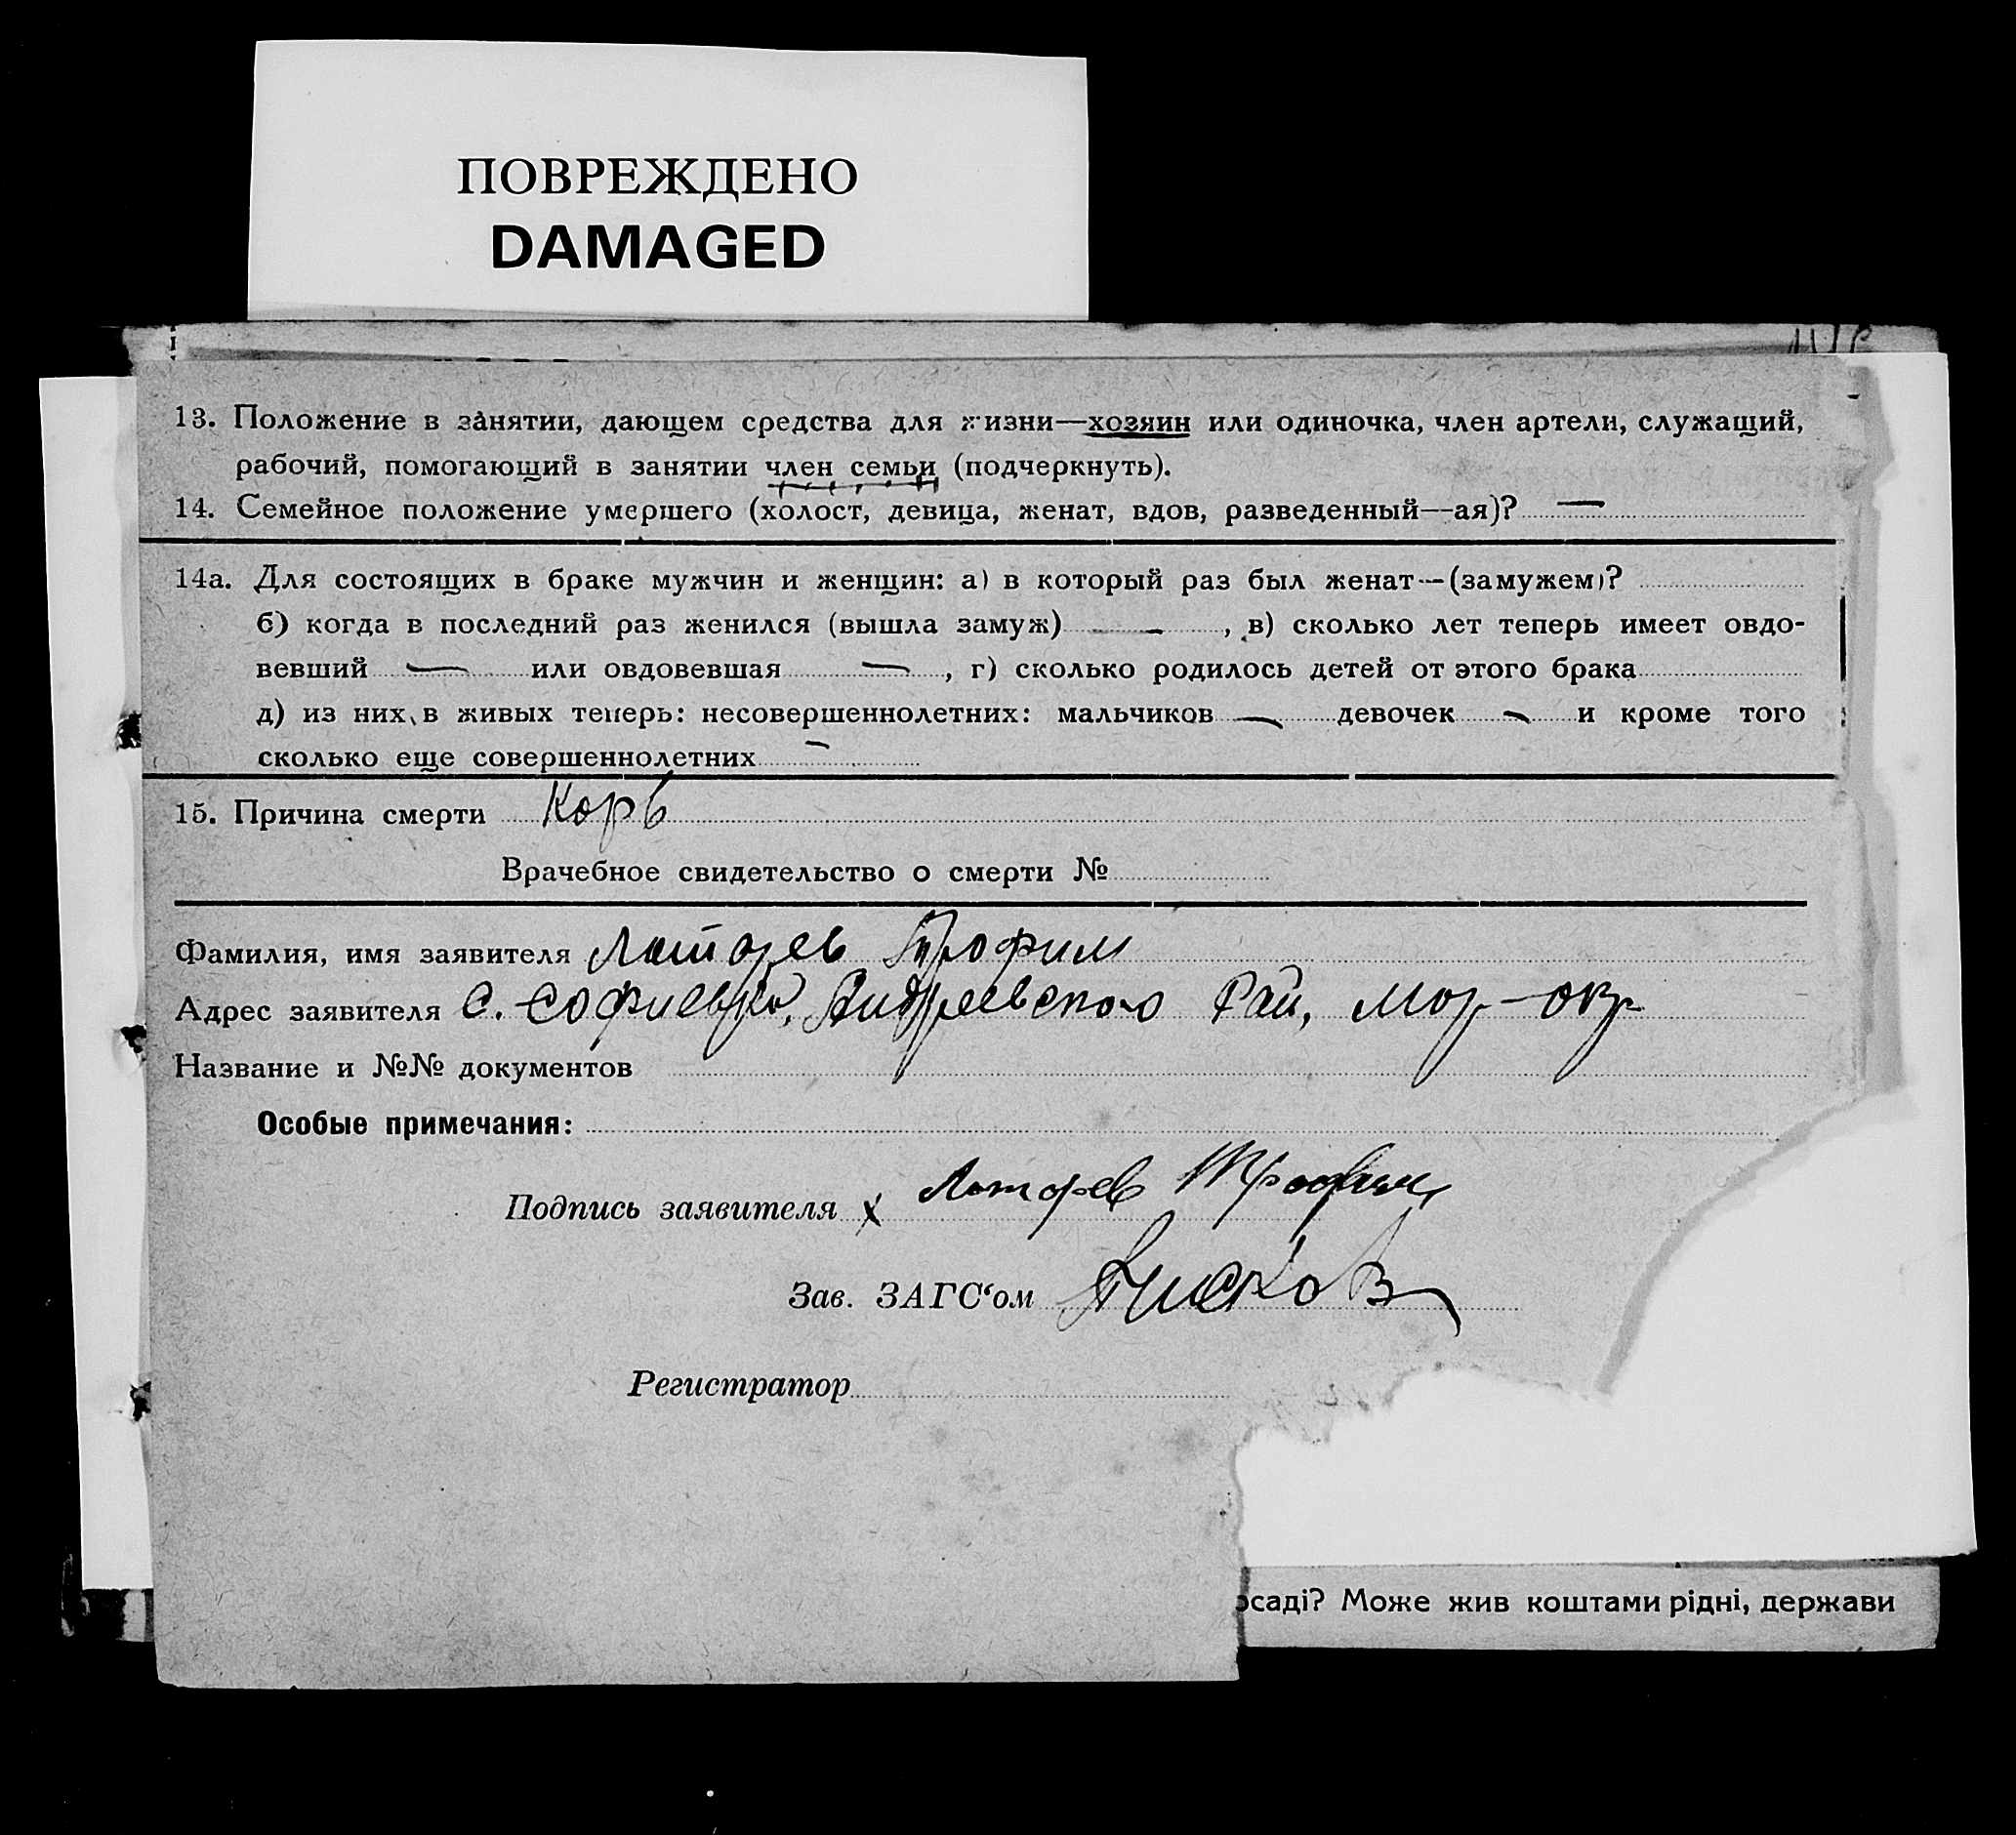 ПОВРЕЖДЕНО
DAMAGED
13. Положение в занятии, дающем средства для жизни—хозяин или одиночка, член артели, служащий,
рабочий, помогающий в занятии член семьи (подчеркнуть).
14. Семейное положение умершего (холост, девица, женат, вдов, разведенный—ая)? —
14а. Для состоящих в браке мужчин и женщин: а) в который раз был женат—(замужем)?
б) когда в последний раз женился (вышла замуж) —, в) сколько лет теперь имеет овдо-
вевший — или овдовевшая —, г) сколько родилось детей от этого брака
д) из них в живых теперь: несовершеннолетних: мальчиков — девочек — и кроме того
сколько еще совершеннолетних —
15. Причина смерти Корь
Врачебное свидетельство о смерти №
Фамилия, имя заявителя Лоторев Трофим
Адрес заявителя С. Софиевка, Андреевского Рай, Мар-окр
Название и №№ документов
Особые примечания:
Подпись заявителя х Лоторев Трофим
Зав. ЗАГС‘ом
Регистратор
осаді? Може жив коштами рідні, держави